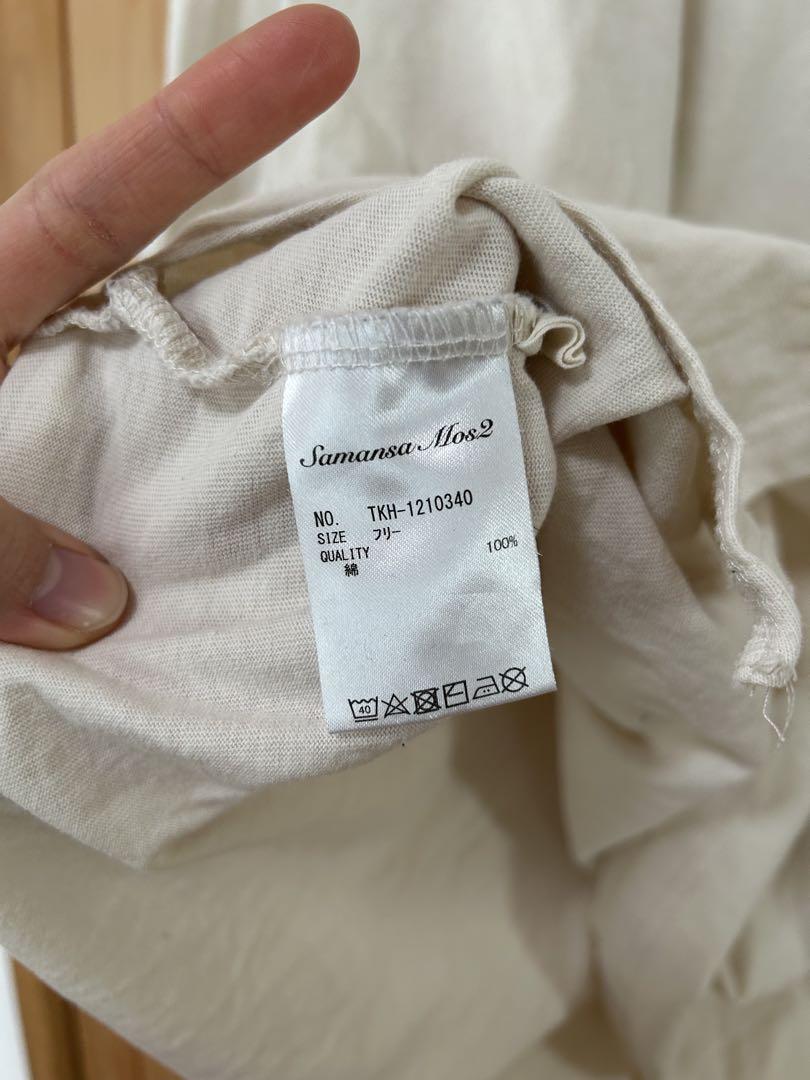 Samansa Mos2
NO. TKH-1210340
SIZE フリー
QUALITY
綿 100%
40